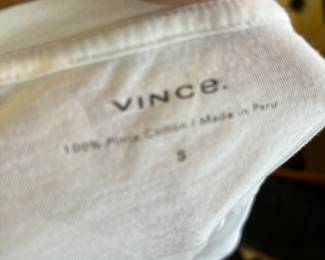 VINCe.
100% Pima Cotton / Made in Peru
S